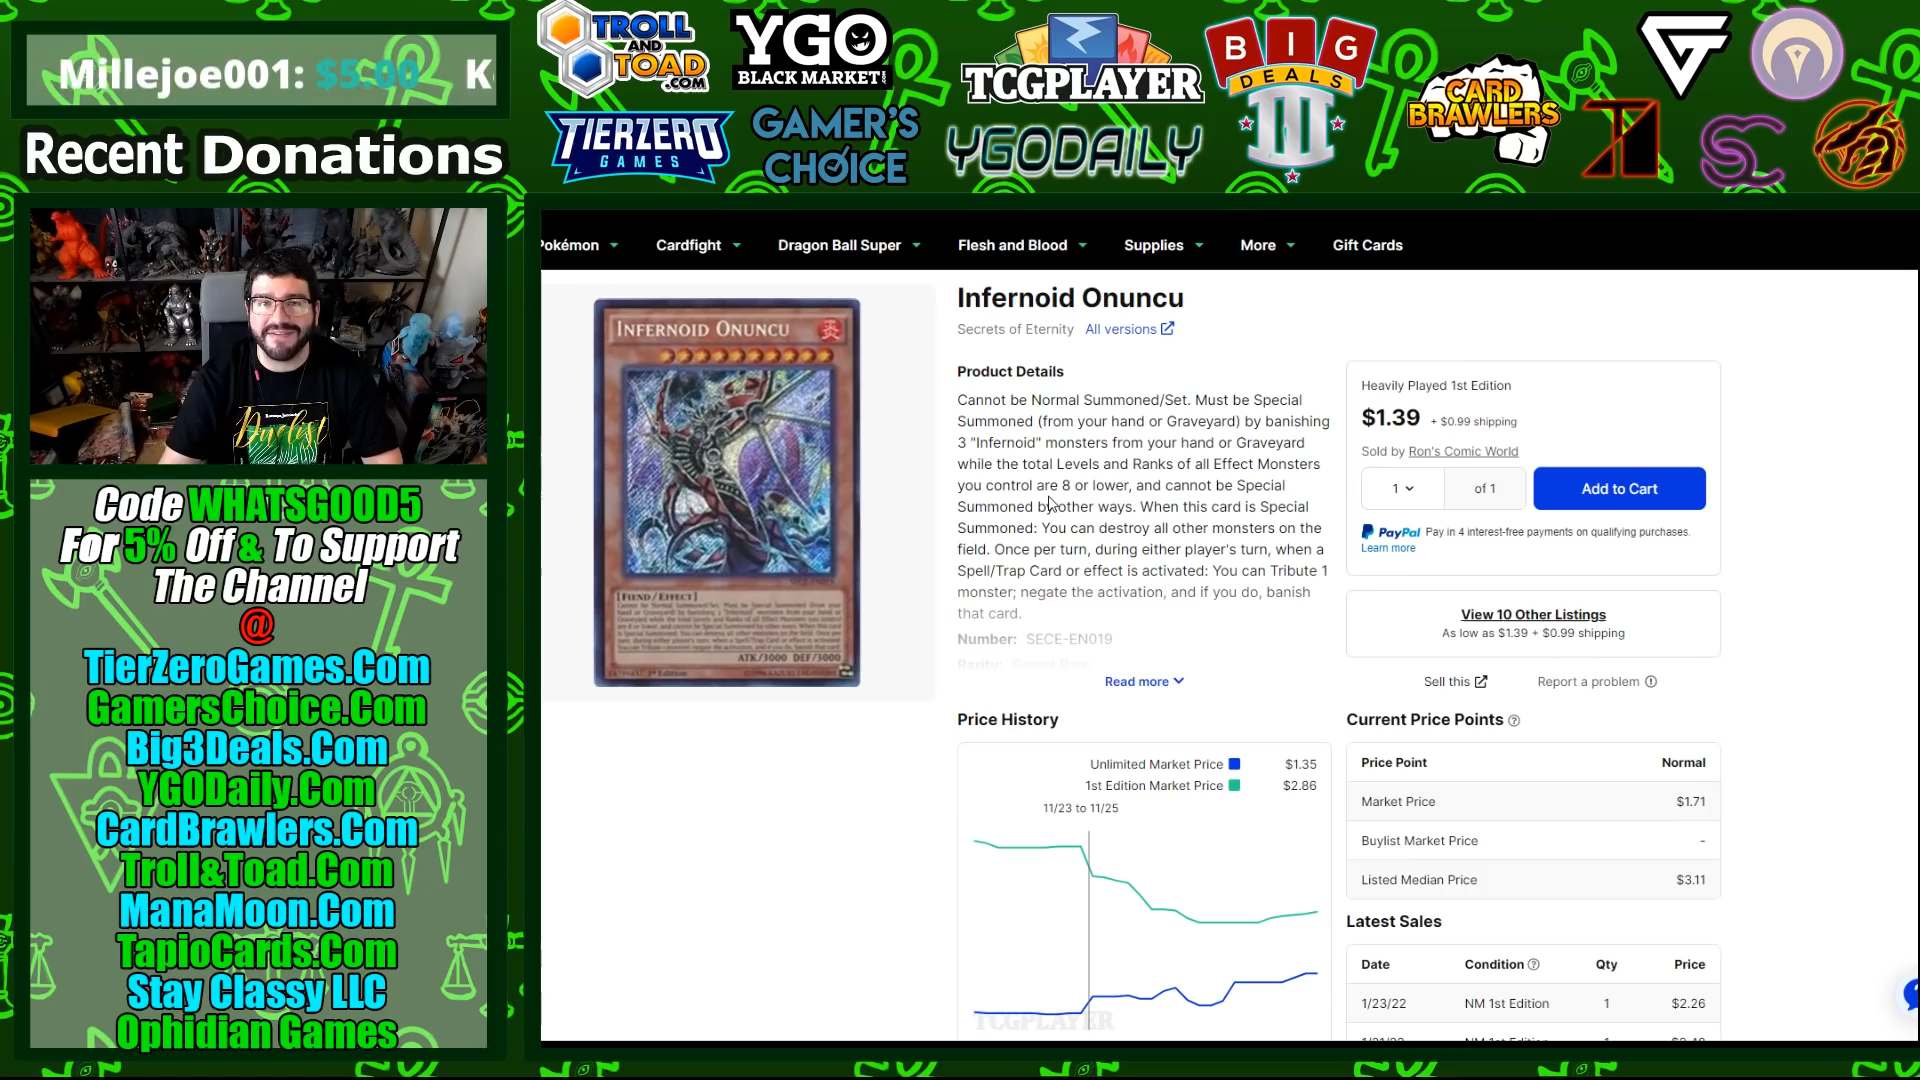 Millejoe001: $5.00 K
Recent Donations
TROLL
AND
TOAD
.COM
YGO
BLACK MARKET
TCGPLAYER
BIG
DEALS
III
CARD
BRAWLERS
TIERZERO
GAMES
GAMER'S
CHOICE
YGODAILY
SC
Duelist
Code WHATSGOOD5
For 5% Off & To Support
The Channel
@
TierZeroGames.Com
GamersChoice.Com
Big3Deals.Com
YGODaily.Com
CardBrawlers.Com
Troll&Toad.Com
ManaMoon.Com
TapioCards.Com
Stay Classy LLC
Ophidian Games
Pokémon
Cardfight
Dragon Ball Super
Flesh and Blood
Supplies
More
Gift Cards
INFERNOID ONUNCU
炎
[FIEND/EFFECT]
ATK/3000 DEF/3000
1st Edition
Infernoid Onuncu
Secrets of Eternity All versions
Product Details
Cannot be Normal Summoned/Set. Must be Special
Summoned (from your hand or Graveyard) by banishing
3 "Infernoid" monsters from your hand or Graveyard
while the total Levels and Ranks of all Effect Monsters
you control are 8 or lower, and cannot be Special
Summoned by other ways. When this card is Special
Summoned: You can destroy all other monsters on the
field. Once per turn, during either player's turn, when a
Spell/Trap Card or effect is activated: You can Tribute 1
monster; negate the activation, and if you do, banish
that card.
Number: SECE-EN019
Rarity: Secret Rare
Read more
Heavily Played 1st Edition
$1.39 + $0.99 shipping
Sold by Ron's Comic World
1 of 1 Add to Cart
PayPal Pay in 4 interest-free payments on qualifying purchases.
Learn more
View 10 Other Listings
As low as $1.39 + $0.99 shipping
Sell this Report a problem
Price History
Unlimited Market Price $1.35
1st Edition Market Price $2.86
11/23 to 11/25
TCGPLAYER
Current Price Points
Price Point Normal
Market Price $1.71
Buylist Market Price -
Listed Median Price $3.11
Latest Sales
Date Condition Qty Price
1/23/22 NM 1st Edition 1 $2.26